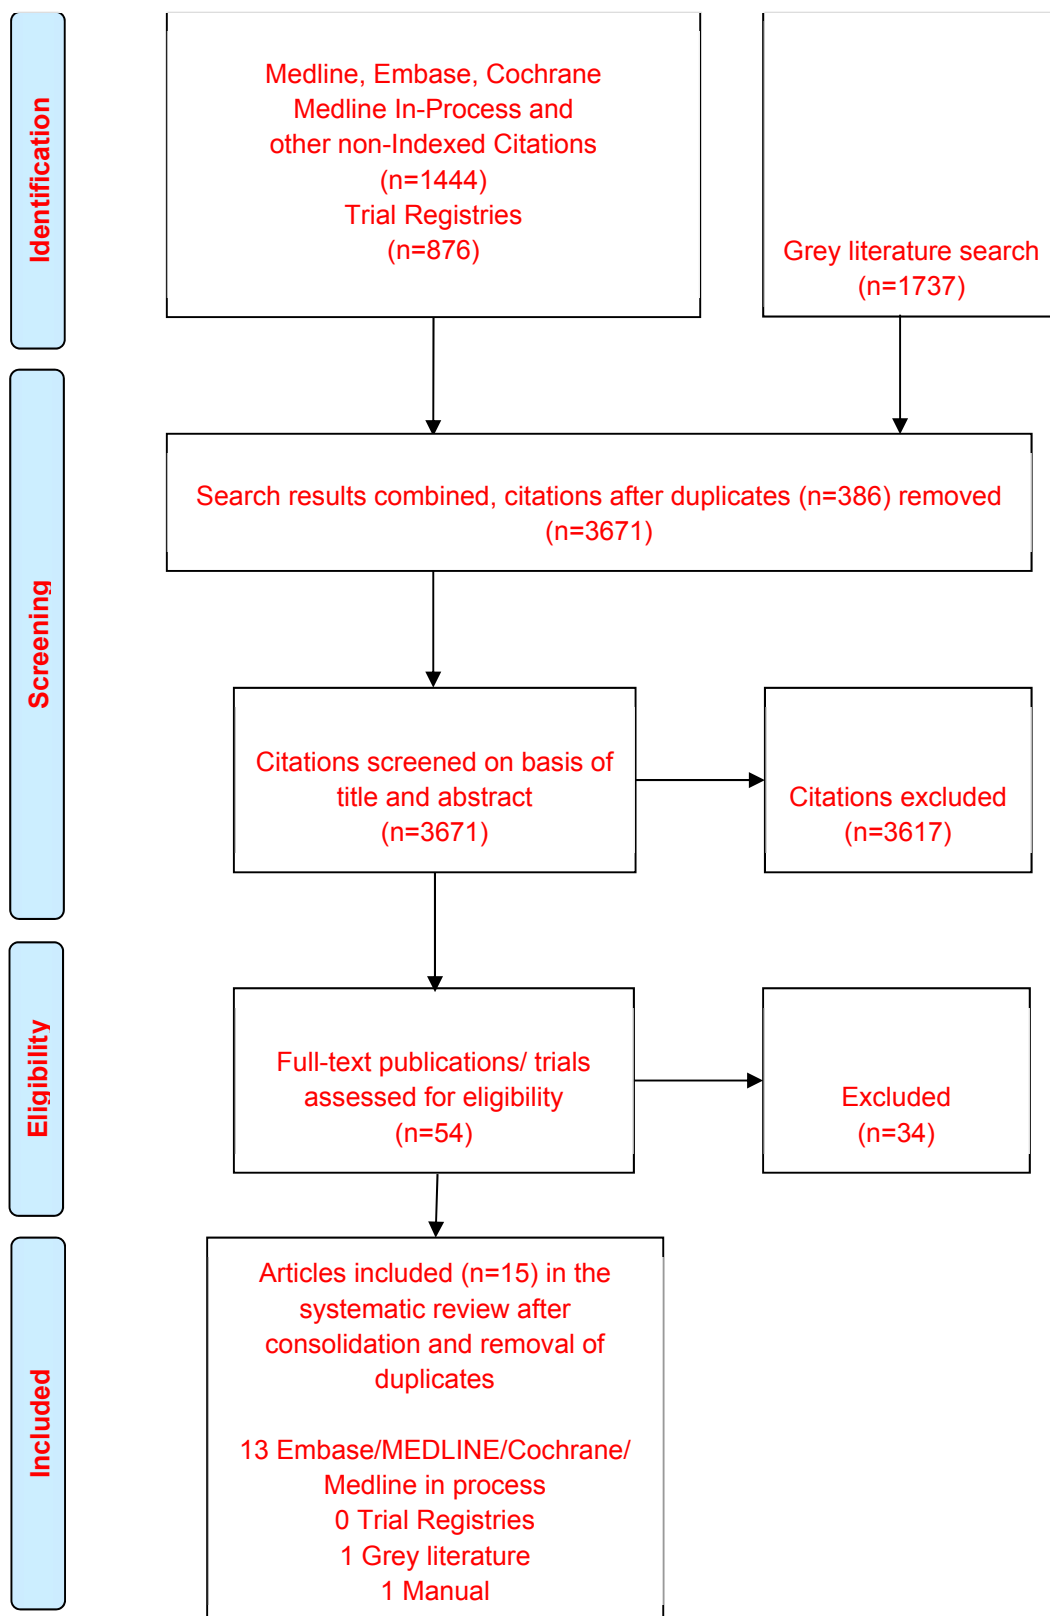 Identification
Medline, Embase, Cochrane
Medline In-Process and
other non-Indexed Citations
(n=1444)
Trial Registries
(n=876)
Grey literature search
(n=1737)
Screening
Search results combined, citations after duplicates (n=386) removed
(n=3671)
Citations screened on basis of
title and abstract
(n=3671)
Citations excluded
(n=3617)
Eligibility
Full-text publications/ trials
assessed for eligibility
(n=54)
Excluded
(n=34)
Included
Articles included (n=15) in the
systematic review after
consolidation and removal of
duplicates
13 Embase/MEDLINE/Cochrane/
Medline in process
0 Trial Registries
1 Grey literature
1 Manual